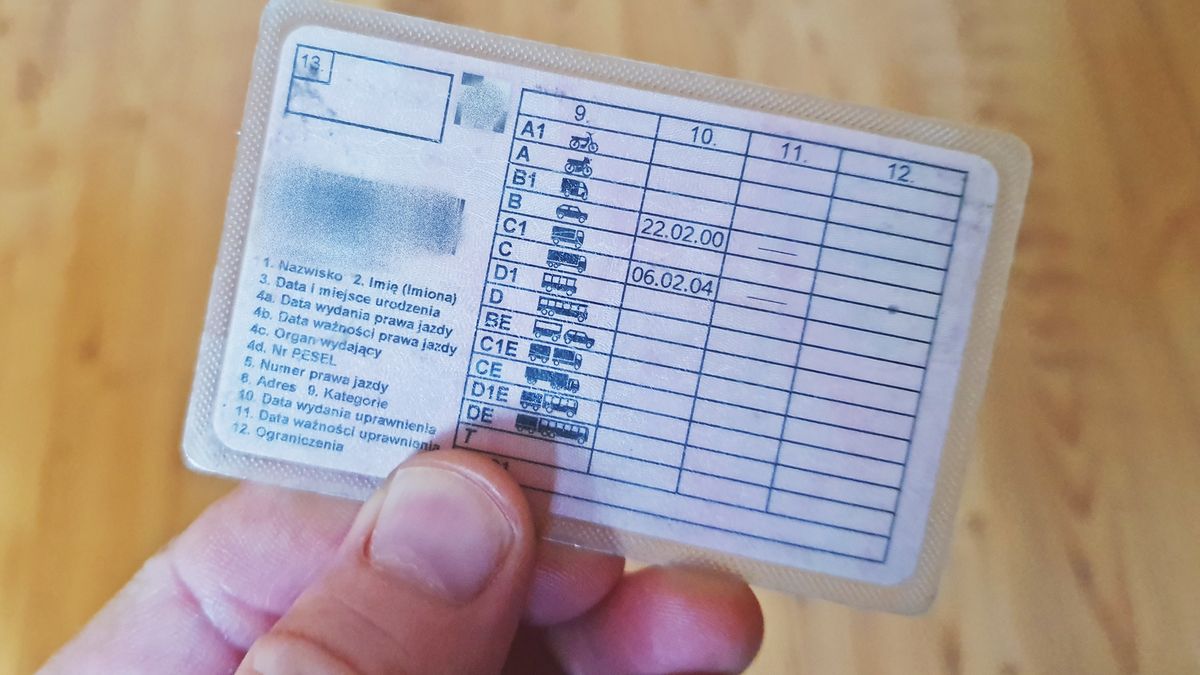 13.
9. 10. 11. 12.
A1
A
B1
B 22.02.00 —
C1
C 06.02.04 —
D1
D
BE
C1E
CE
D1E
DE
T
1. Nazwisko 2. Imię (Imiona)
3. Data i miejsce urodzenia
4a. Data wydania prawa jazdy
4b. Data ważności prawa jazdy
4c. Organ wydający
4d. Nr PESEL
5. Numer prawa jazdy
8. Adres 9. Kategorie
10. Data wydania uprawnienia
11. Data ważności uprawnienia
12. Ograniczenia